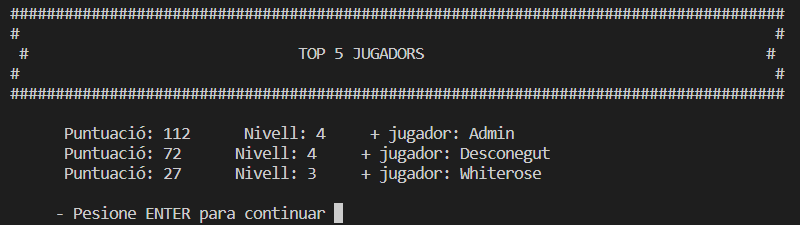 ######################################################################################
#                                                                                    #
 #                              TOP 5 JUGADORS                                      #
#                                                                                    #
######################################################################################
Puntuació: 112      Nivell: 4     + jugador: Admin
Puntuació: 72      Nivell: 4     + jugador: Desconegut
Puntuació: 27      Nivell: 3     + jugador: Whiterose
- Pesione ENTER para continuar